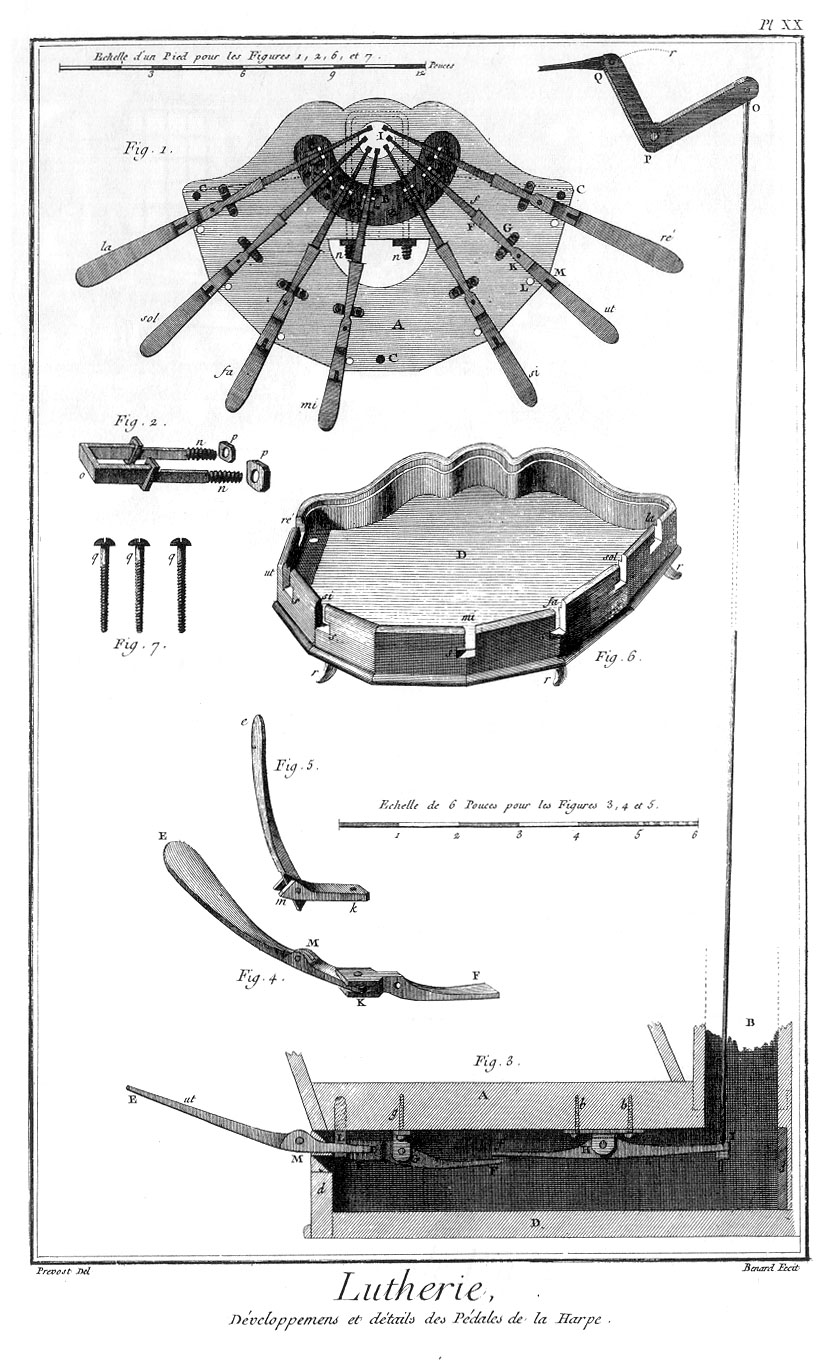 Pl XX
Echelle d'un Pied pour les Figures 1, 2, 6, et 7.
3 6 9 12 Pouces
Q r
O
P
Fig. 1.
I
C C
B
f
F G
K M
L
n n
i
A
C
la
sol
fa
mi
si
ut
ré
Fig. 2.
n p
p
o
n
q q q
Fig. 7.
ré la
D
ut sol
si fa
mi
s s s
r r r
Fig. 6.
e
Fig. 5.
m k
Echelle de 6 Pouces pour les Figures 3, 4 et 5.
1 2 3 4 5 6
E
M
Fig. 4.
F
K
B
Fig. 3.
A
E ut
g b b
L
M
G H
F
d
D.
Prevost Del
Benard Fecit
Lutherie,
Développemens et détails des Pédales de la Harpe.